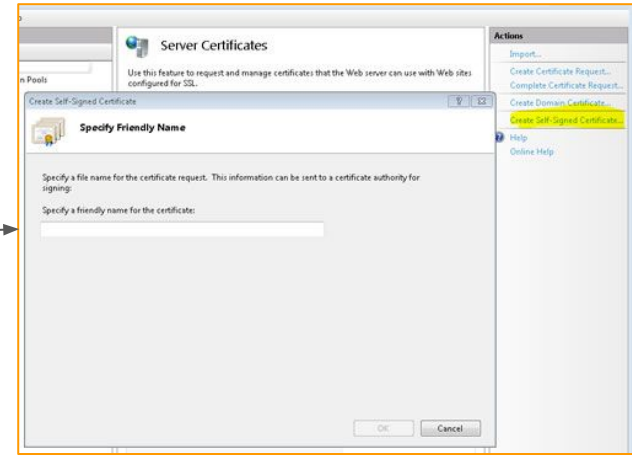 Server Certificates
Use this feature to request and manage certificates that the Web server can use with Web sites
configured for SSL.
n Pools
Create Self-Signed Certificate
Specify Friendly Name
Specify a file name for the certificate request. This information can be sent to a certificate authority for
signing:
Specify a friendly name for the certificate:
OK
Cancel
Actions
Import...
Create Certificate Request...
Complete Certificate Request...
Create Domain Certificate...
Create Self-Signed Certificate...
Help
Online Help